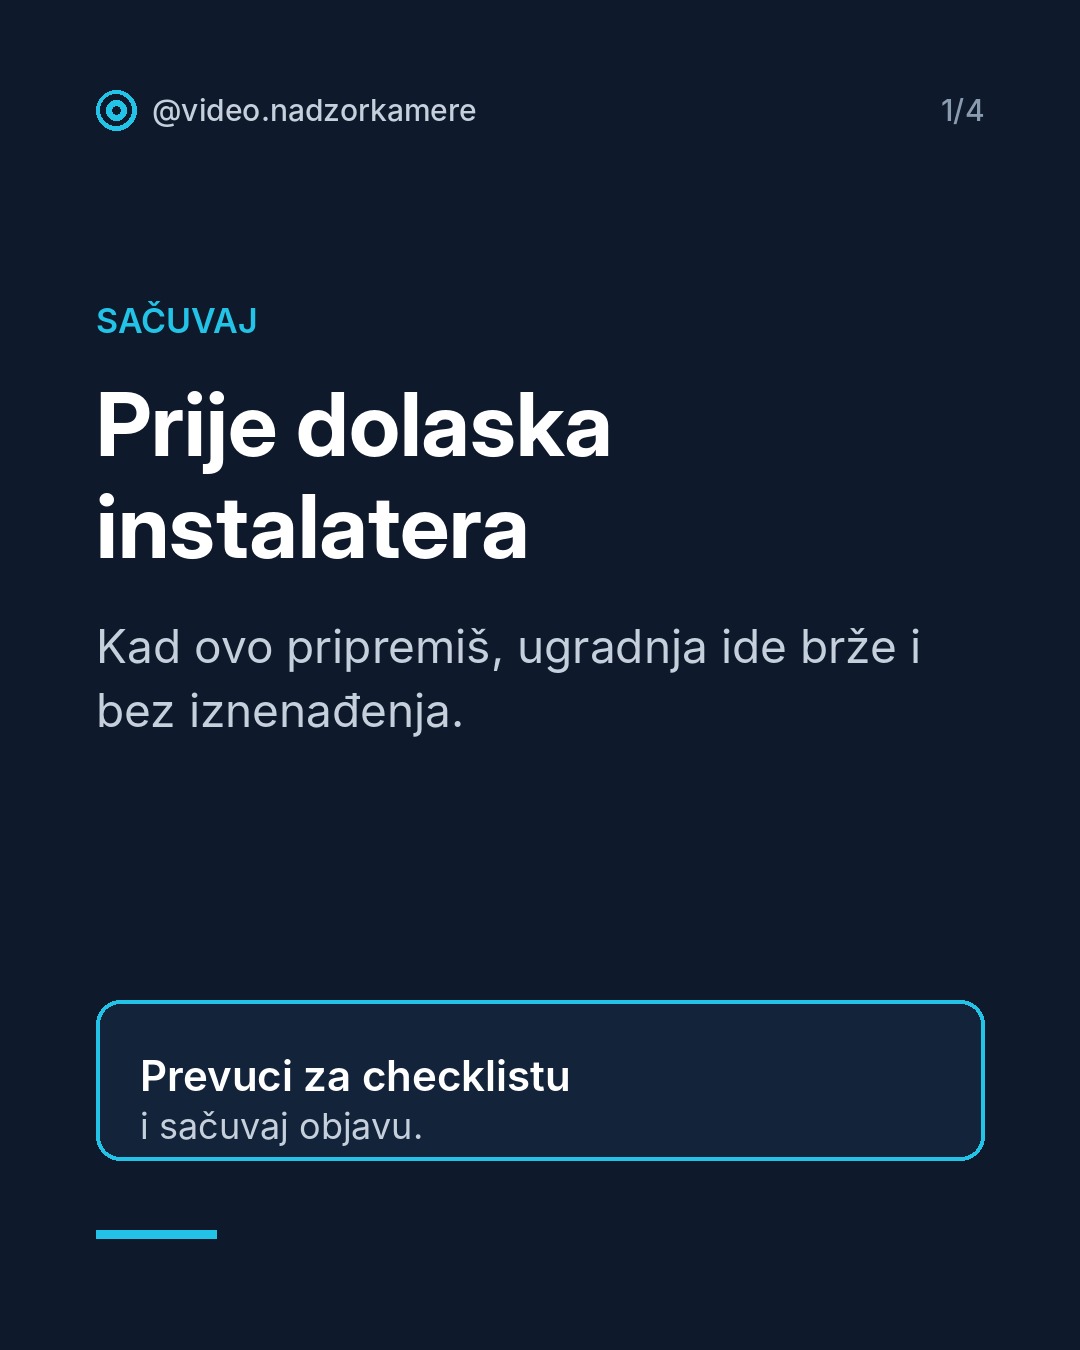 @video.nadzorkamere
1/4
SAČUVAJ
Prije dolaska
instalatera
Kad ovo pripremiš, ugradnja ide brže i
bez iznenađenja.
Prevuci za checklistu
i sačuvaj objavu.